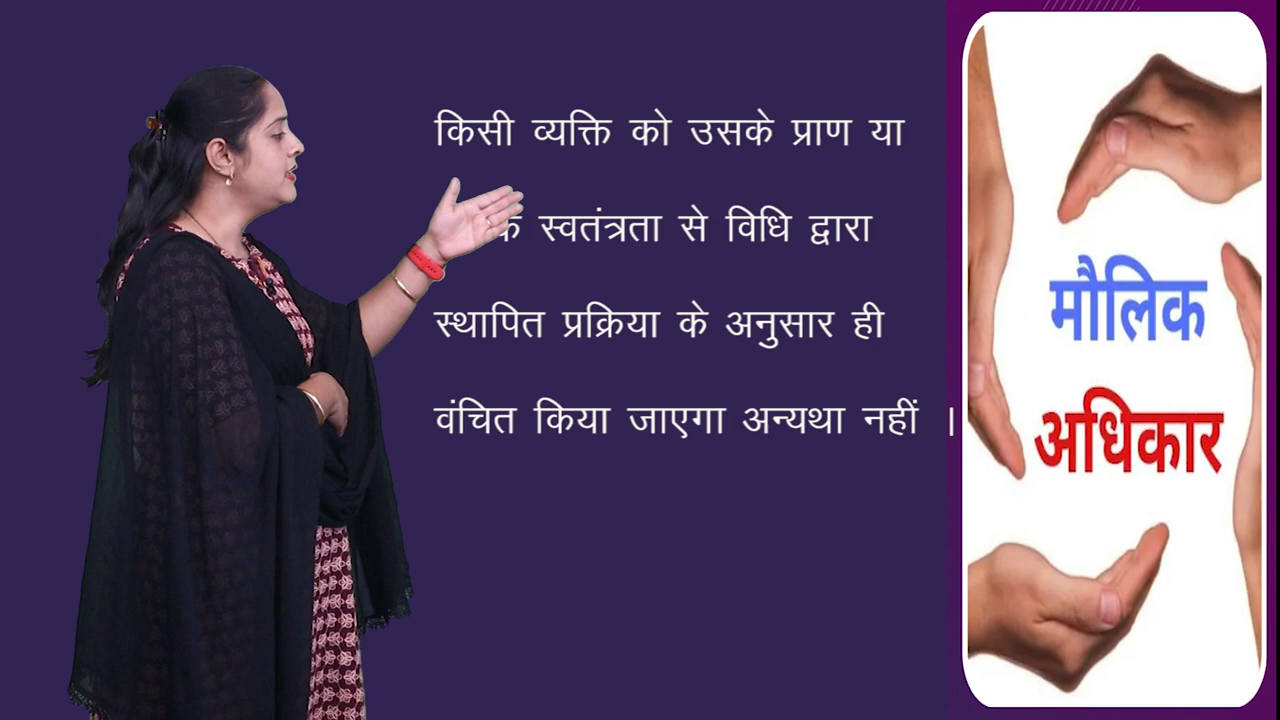 किसी व्यक्ति को उसके प्राण या
स्वतंत्रता से विधि द्वारा
स्थापित प्रक्रिया के अनुसार ही
वंचित किया जाएगा अन्यथा नहीं ।
मौलिक
अधिकार